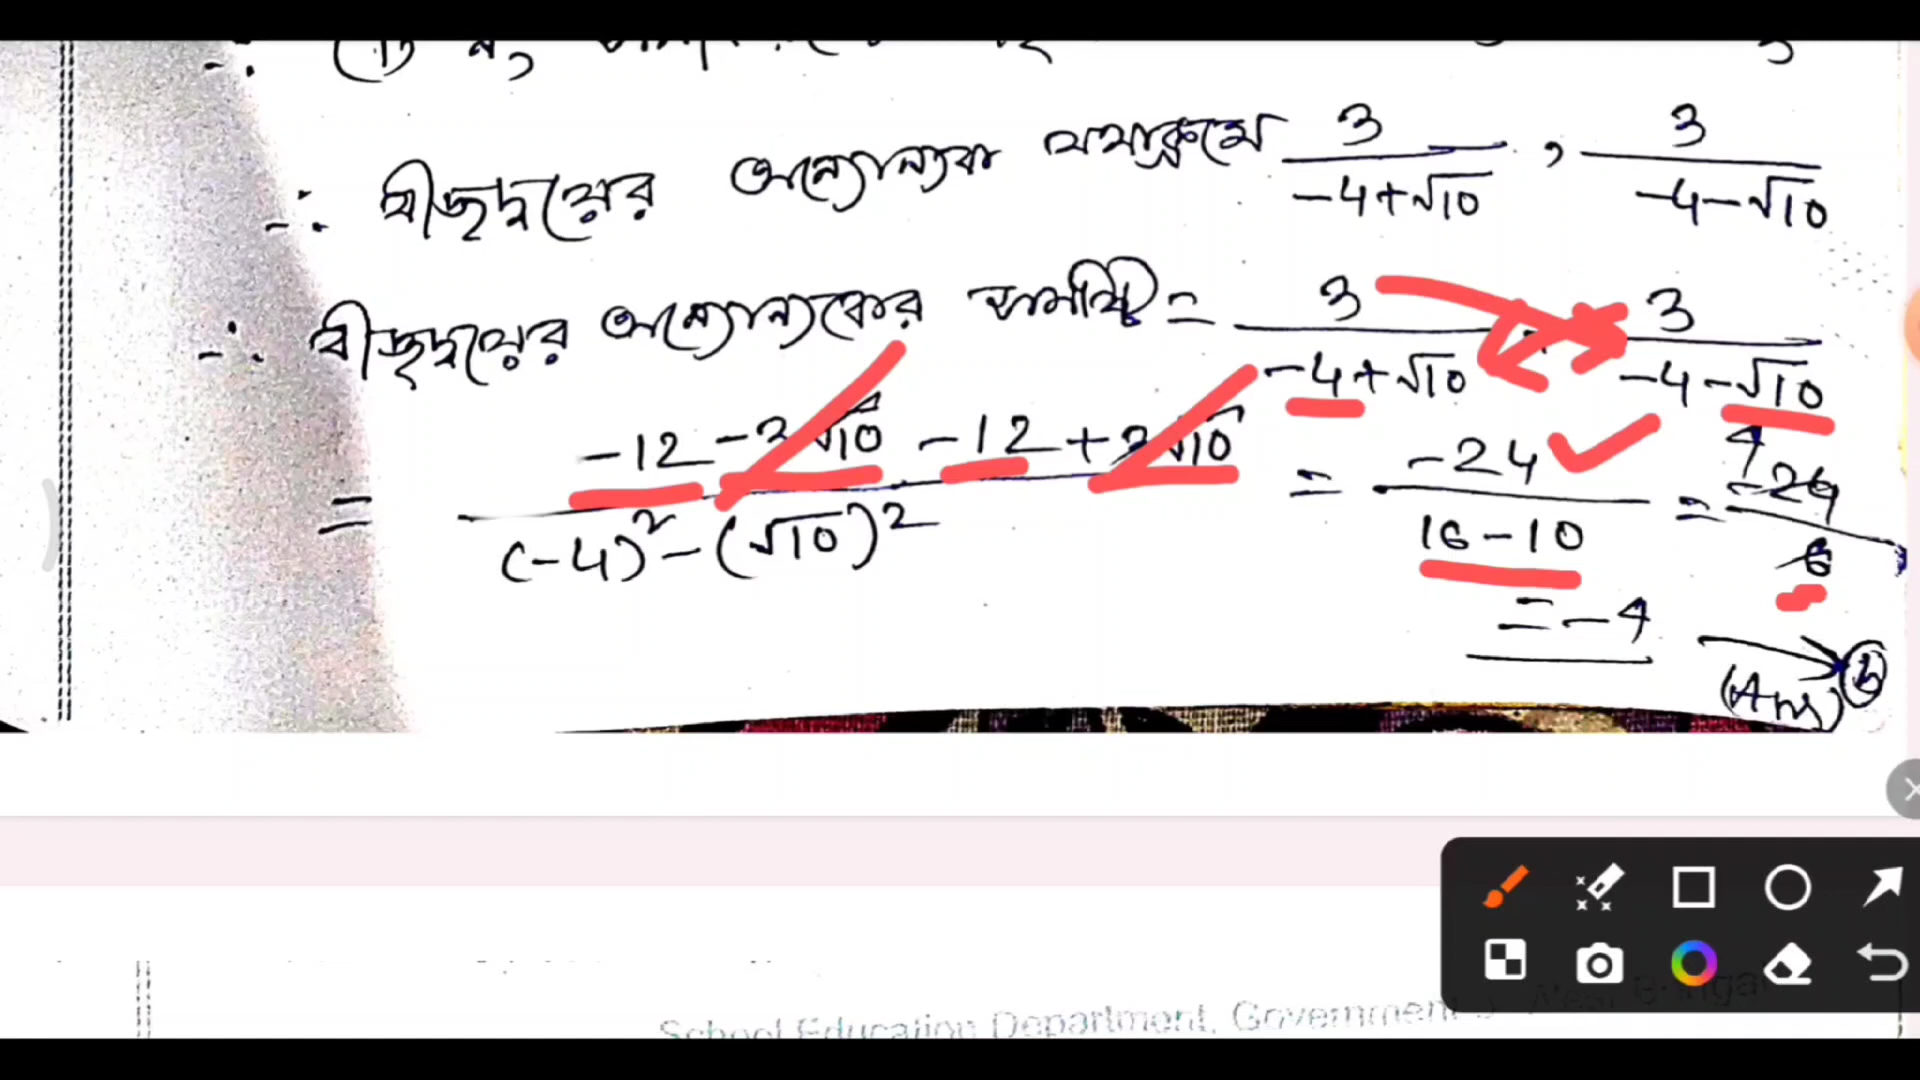 ∴ বীজদ্বয়ের অন্যোন্যক যথাক্রমে 3/(-4+√10) , 3/(-4-√10)
∴ বীজদ্বয়ের অন্যোন্যকের সমষ্টি = 3/(-4+√10) + 3/(-4-√10)
= (-12-3√10-12+3√10)/((-4)²-(√10)²) = -24/(16-10) = -24/6
= -4
(Ans)
School Education Department, Government